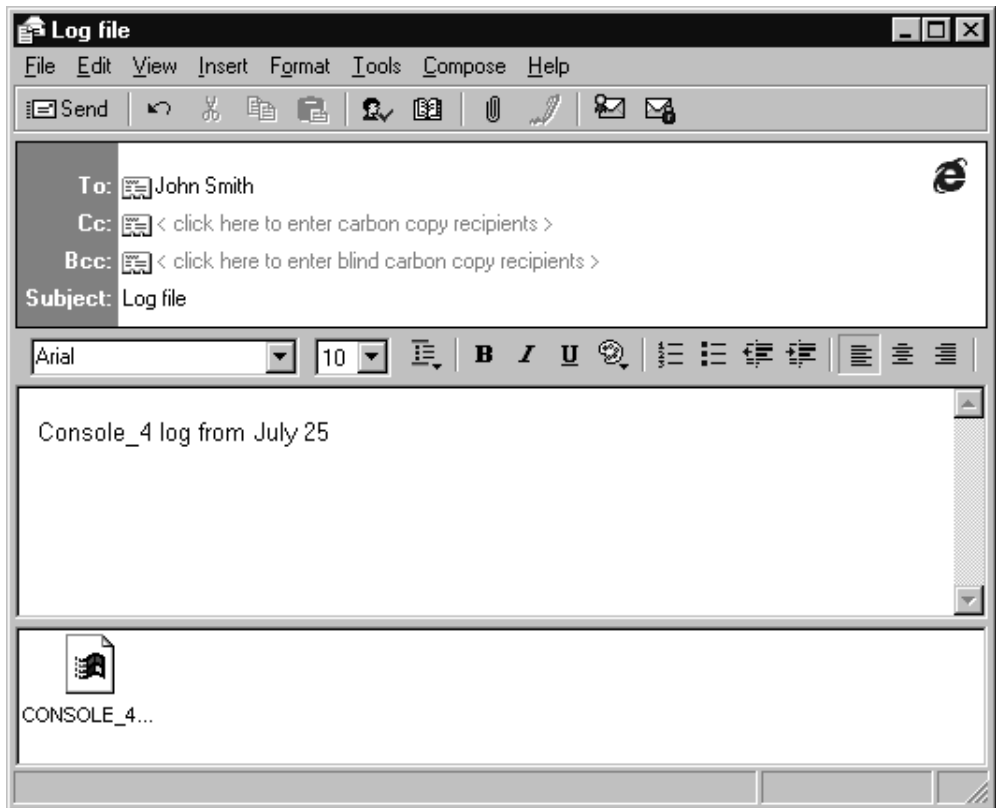 Log file
File Edit View Insert Format Tools Compose Help
Send
To: John Smith
Cc: < click here to enter carbon copy recipients >
Bcc: < click here to enter blind carbon copy recipients >
Subject: Log file
Arial 10 B I U
Console_4 log from July 25
CONSOLE_4...